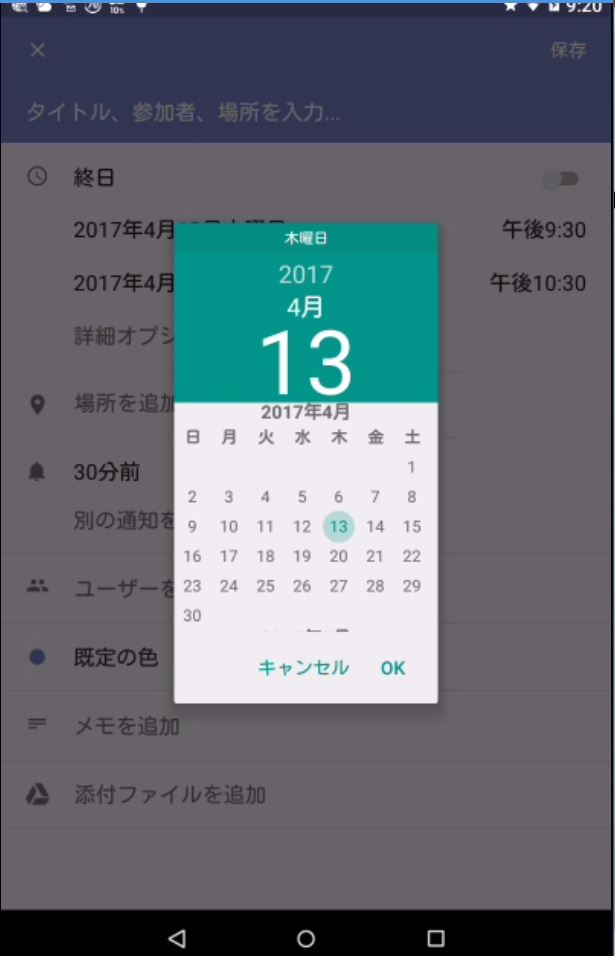 9:20
保存
タイトル、参加者、場所を入力...
終日
2017年4月
午後9:30
2017年4月
午後10:30
詳細オプシ
場所を追加
30分前
別の通知を
ユーザーを
既定の色
メモを追加
添付ファイルを追加
木曜日
2017
4月
13
2017年4月
日 月 火 水 木 金 土
1
2 3 4 5 6 7 8
9 10 11 12 13 14 15
16 17 18 19 20 21 22
23 24 25 26 27 28 29
30
キャンセル OK